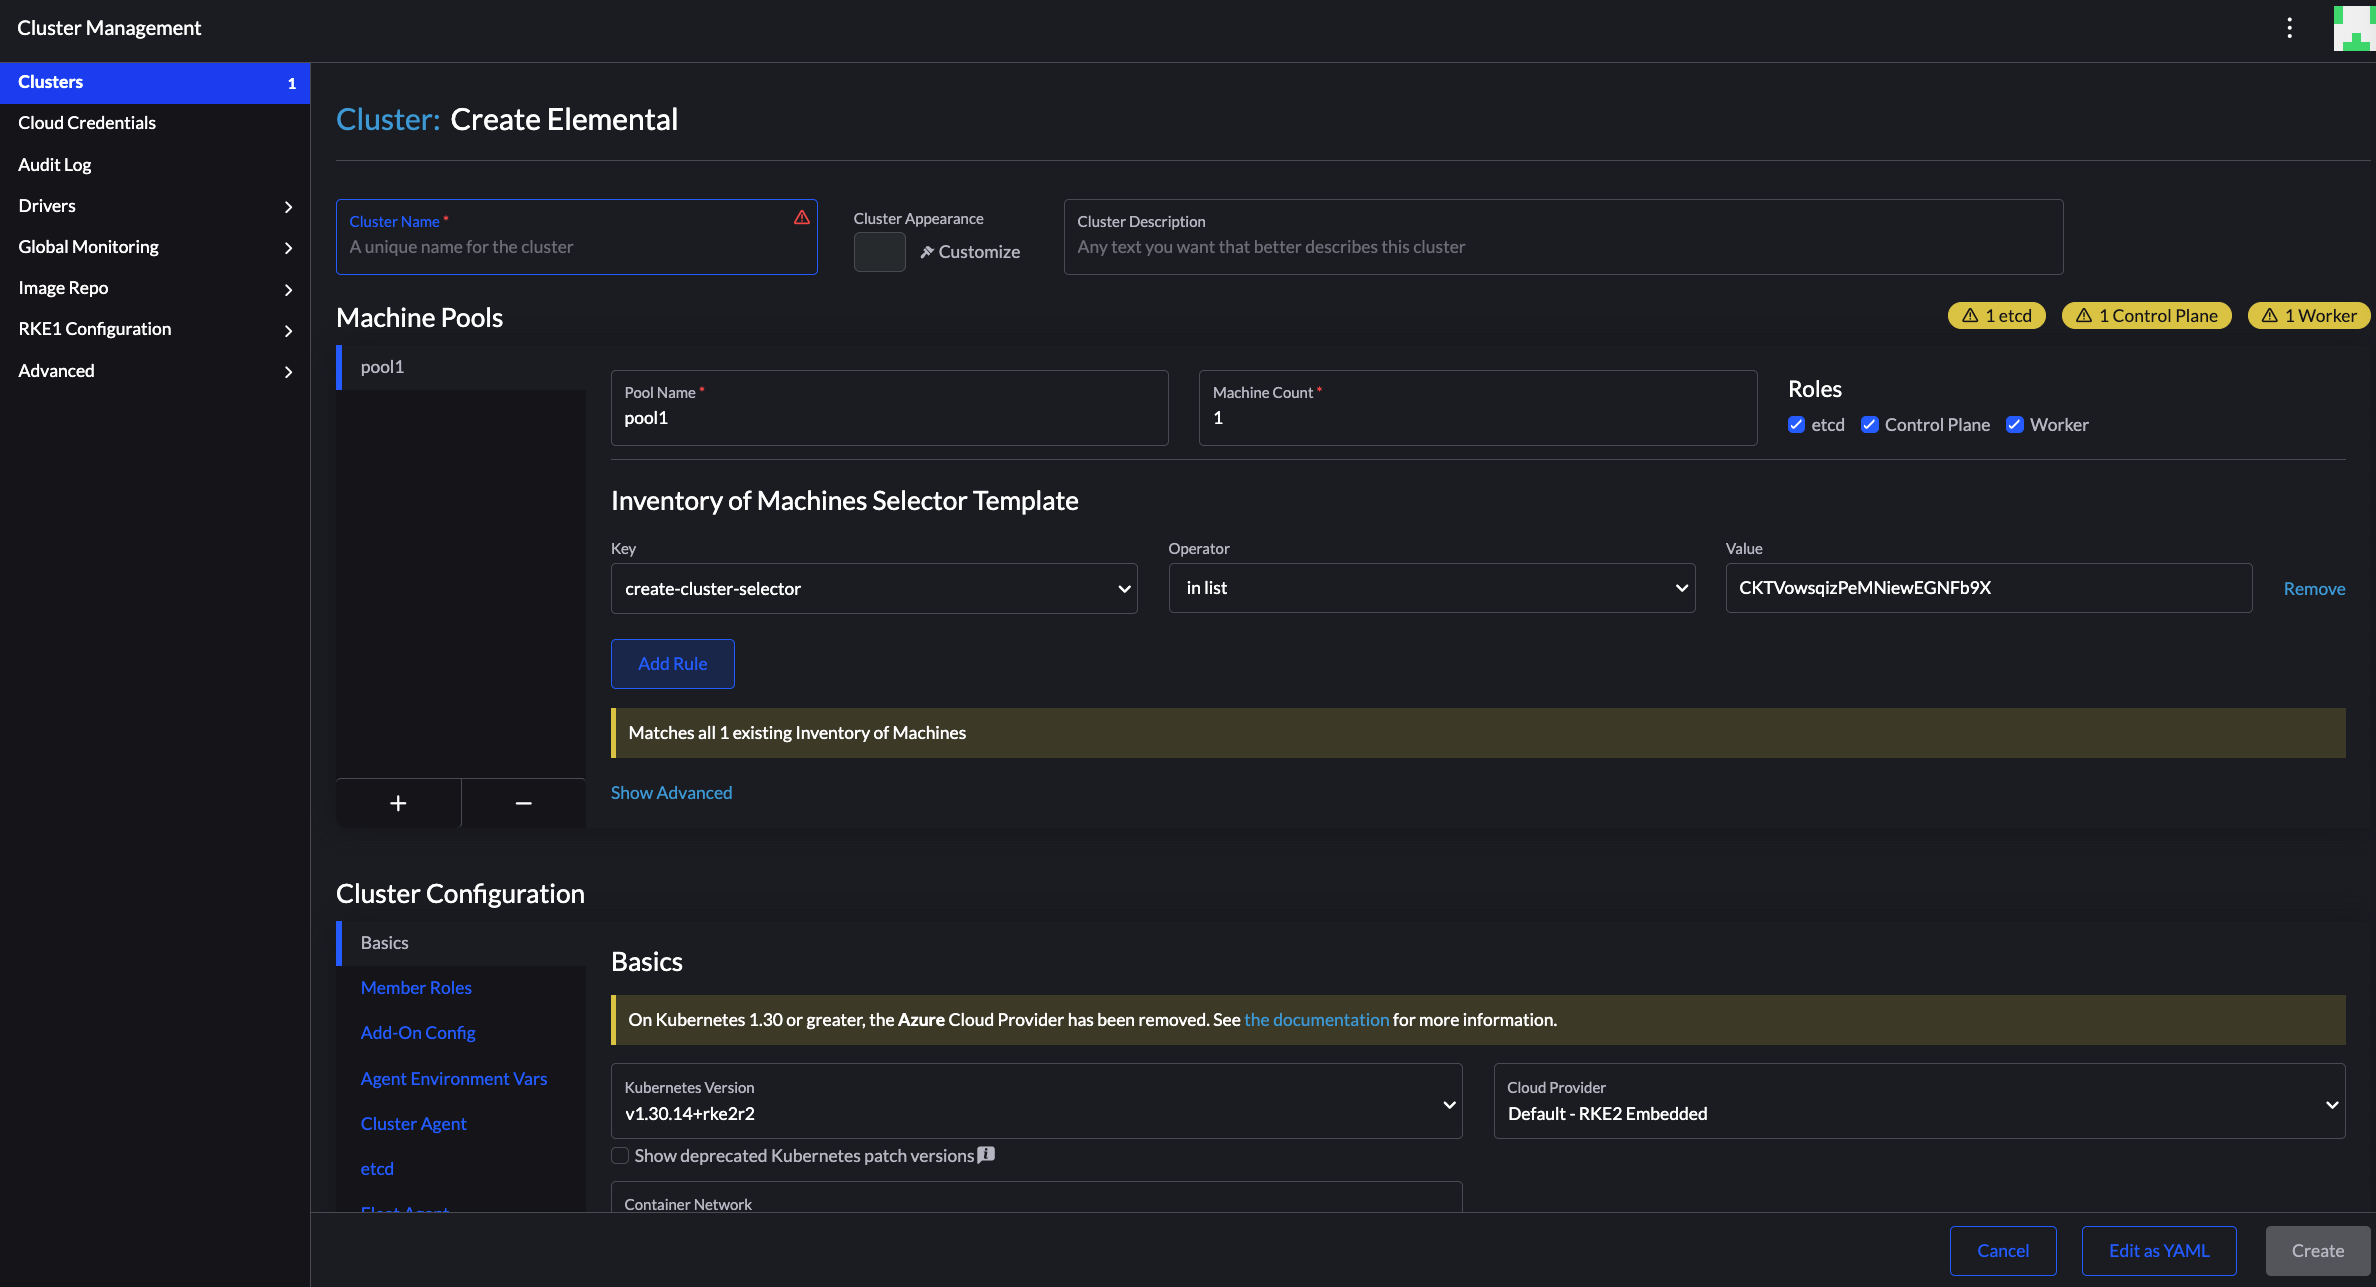 Cluster Management
Clusters 1
Cloud Credentials
Audit Log
Drivers
Global Monitoring
Image Repo
RKE1 Configuration
Advanced
Cluster: Create Elemental
Cluster Name *
A unique name for the cluster
Cluster Appearance
Customize
Cluster Description
Any text you want that better describes this cluster
Machine Pools
1 etcd
1 Control Plane
1 Worker
pool1
Pool Name *
pool1
Machine Count *
1
Roles
etcd Control Plane Worker
Inventory of Machines Selector Template
Key Operator Value
create-cluster-selector in list CKTVowsqizPeMNiewEGNFb9X Remove
Add Rule
Matches all 1 existing Inventory of Machines
Show Advanced
+ −
Cluster Configuration
Basics
Member Roles
Add-On Config
Agent Environment Vars
Cluster Agent
etcd
Fleet Agent
Basics
On Kubernetes 1.30 or greater, the Azure Cloud Provider has been removed. See the documentation for more information.
Kubernetes Version
v1.30.14+rke2r2
Cloud Provider
Default - RKE2 Embedded
Show deprecated Kubernetes patch versions
Container Network
Cancel Edit as YAML Create